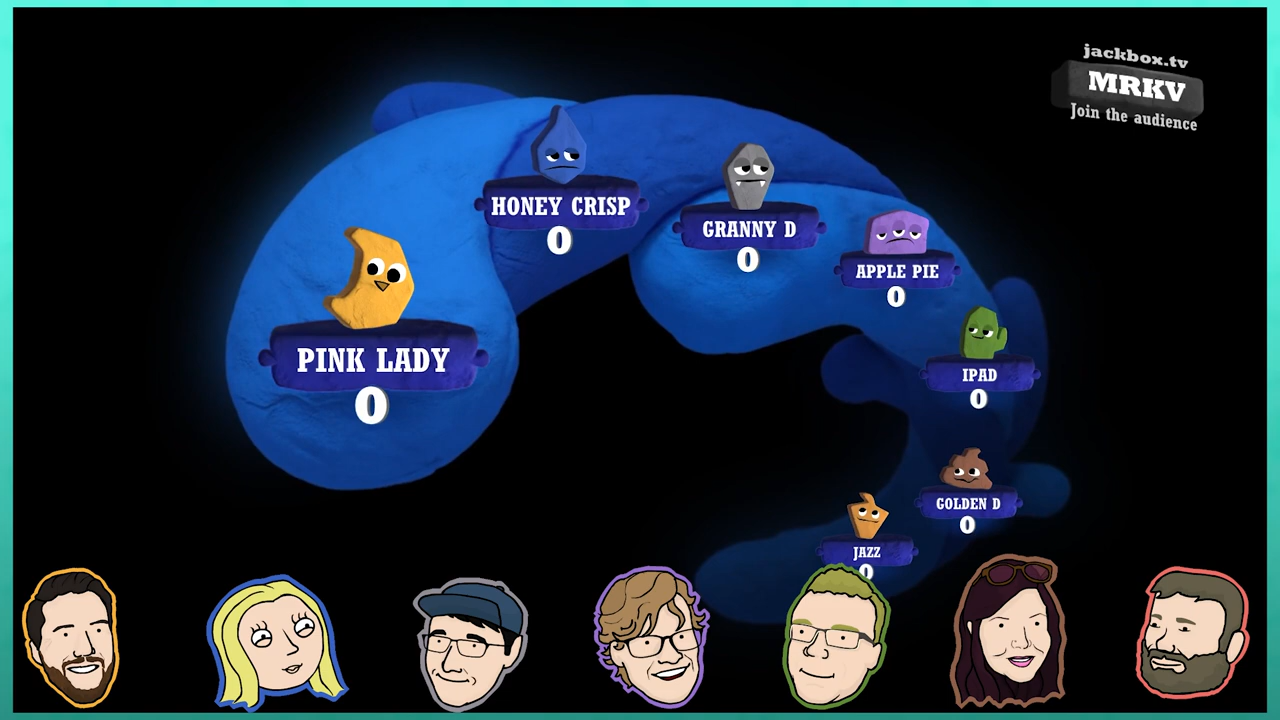 jackbox.tv
MRKV
Join the audience
HONEY CRISP
0
GRANNY D
0
APPLE PIE
0
PINK LADY
0
IPAD
0
GOLDEN D
0
JAZZ
0